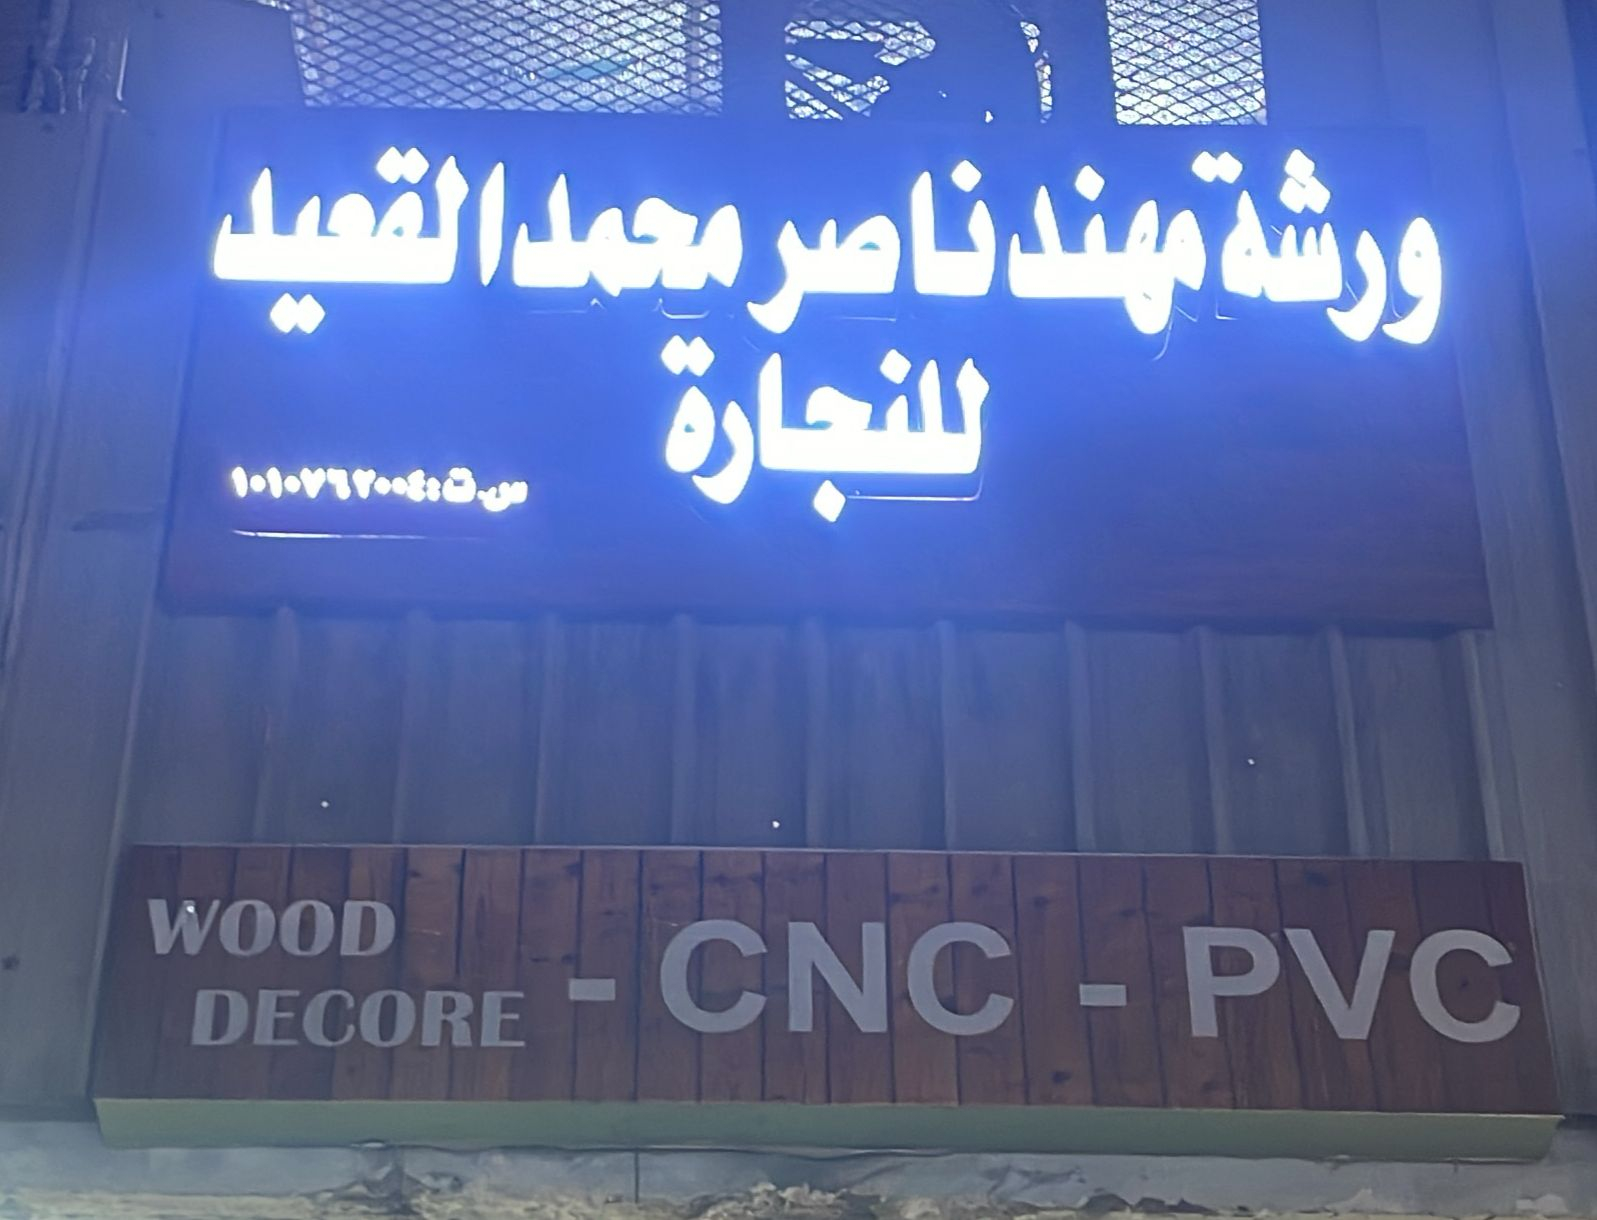 ورشة مهند ناصر محمد القعيد
للنجارة
س.ت:١٠١٠٧٦٢٠٠٤
WOOD DECORE - CNC - PVC